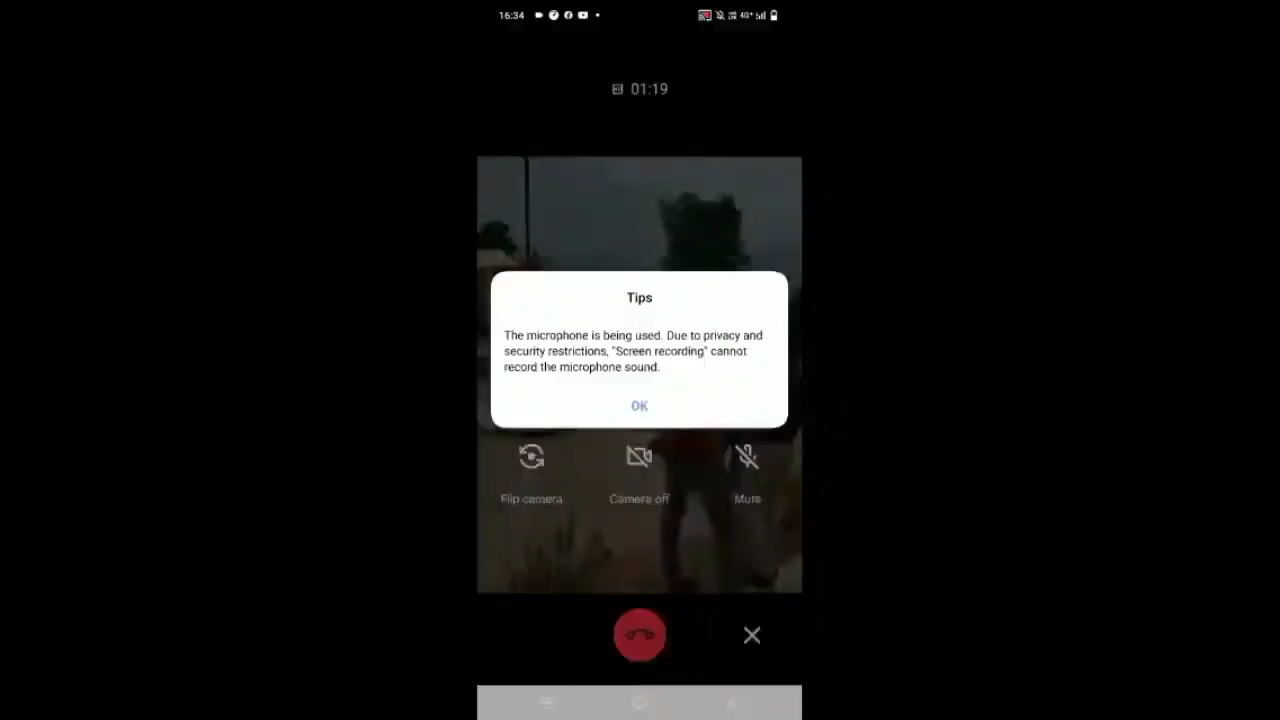 16:34
4G+
01:19
Tips
The microphone is being used. Due to privacy and
security restrictions, "Screen recording" cannot
record the microphone sound.
OK
Flip camera
Camera off
Mute